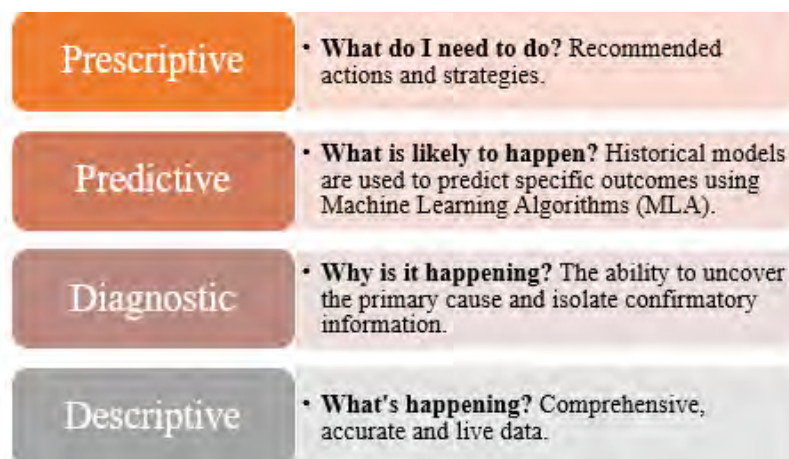 Prescriptive
• What do I need to do? Recommended
actions and strategies.
Predictive
• What is likely to happen? Historical models
are used to predict specific outcomes using
Machine Learning Algorithms (MLA).
Diagnostic
• Why is it happening? The ability to uncover
the primary cause and isolate confirmatory
information.
Descriptive
• What's happening? Comprehensive,
accurate and live data.